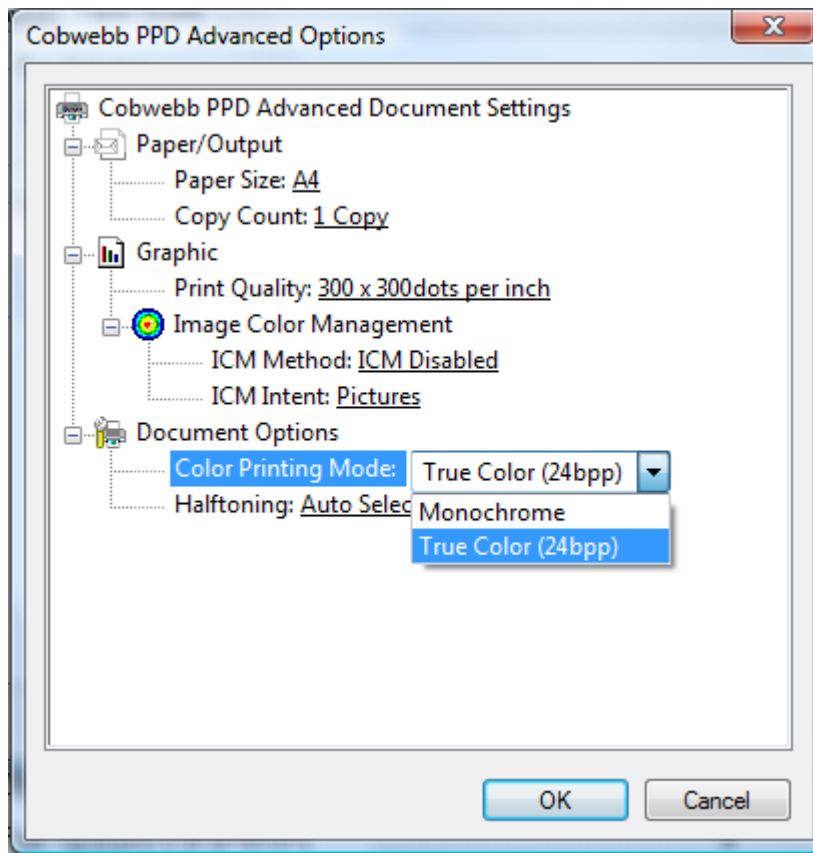 Cobwebb PPD Advanced Options
Cobwebb PPD Advanced Document Settings
Paper/Output
Paper Size: A4
Copy Count: 1 Copy
Graphic
Print Quality: 300 x 300dots per inch
Image Color Management
ICM Method: ICM Disabled
ICM Intent: Pictures
Document Options
Color Printing Mode: True Color (24bpp)
Halftoning: Auto Selec
Monochrome
True Color (24bpp)
OK Cancel